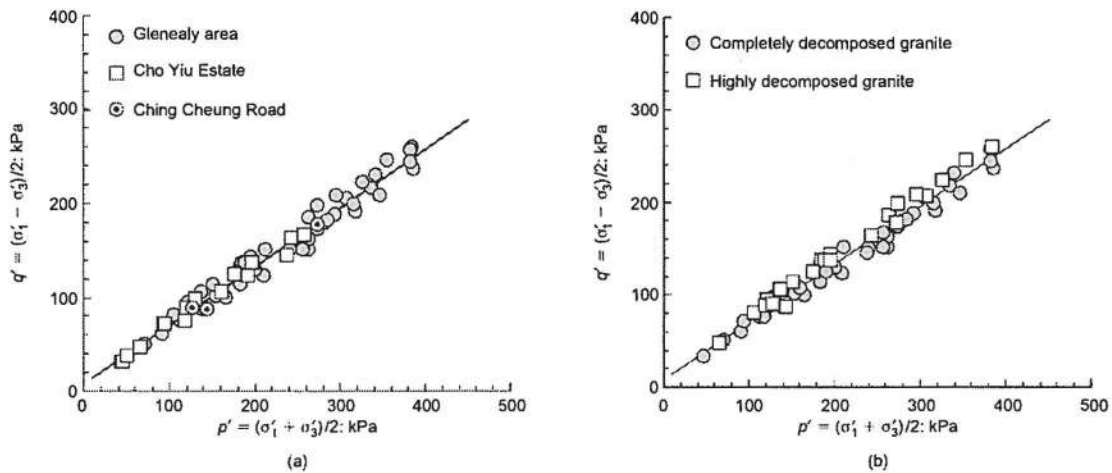 400
300
200
100
0
q′ = (σ′₁ − σ′₃)/2: kPa
Glenealy area
Cho Yiu Estate
Ching Cheung Road
0 100 200 300 400 500
p′ = (σ′₁ + σ′₃)/2: kPa
(a)
400
300
200
100
0
q′ = (σ′₁ − σ′₃)/2: kPa
Completely decomposed granite
Highly decomposed granite
0 100 200 300 400 500
p′ = (σ′₁ + σ′₃)/2: kPa
(b)